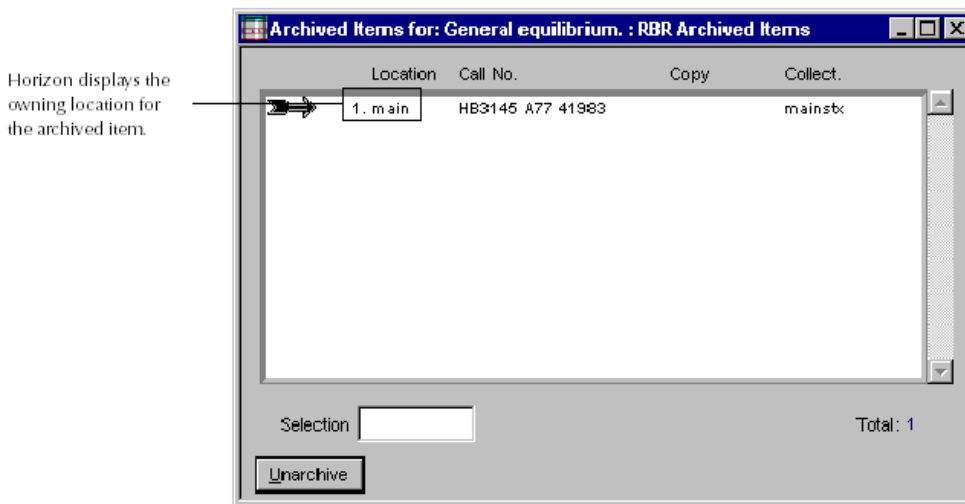 Archived Items for: General equilibrium. : RBR Archived Items
Horizon displays the
owning location for
the archived item.
Location Call No. Copy Collect.
1. main HB3145 A77 41983 mainstx
Selection
Total: 1
Unarchive